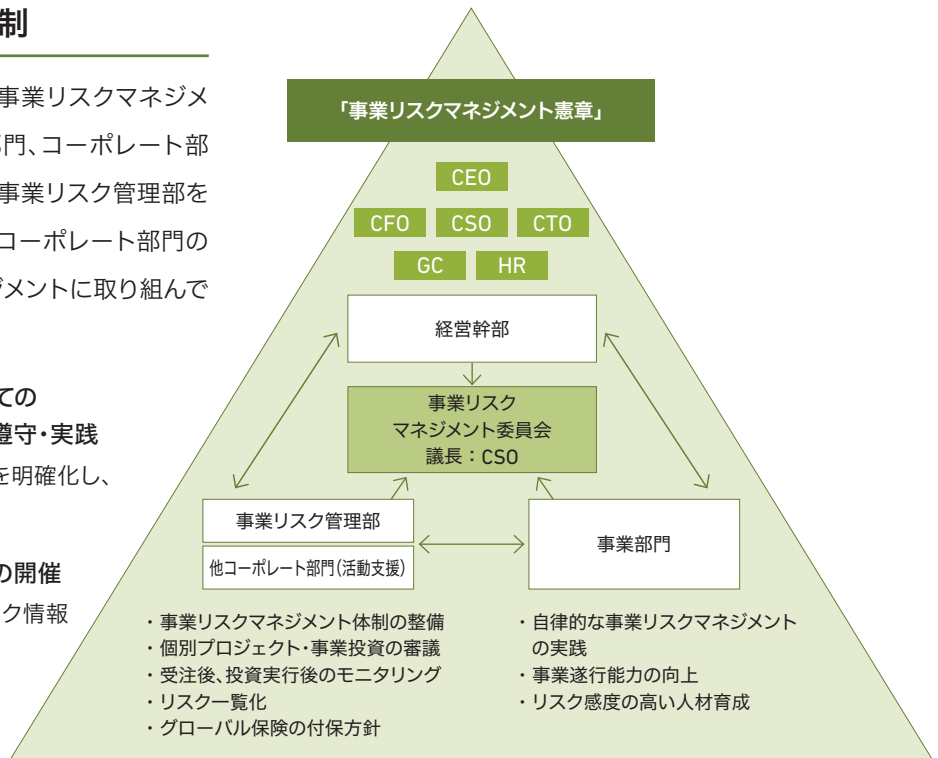 制
事業リスクマネジメ
部門、コーポレート部
事業リスク管理部を
コーポレート部門の
ジメントに取り組んで
ての
遵守・実践
を明確化し、
の開催
ク情報
「事業リスクマネジメント憲章」
CEO
CFO CSO CTO
GC HR
経営幹部
事業リスク
マネジメント委員会
議長：CSO
事業リスク管理部
他コーポレート部門（活動支援）
事業部門
・事業リスクマネジメント体制の整備
・個別プロジェクト・事業投資の審議
・受注後、投資実行後のモニタリング
・リスク一覧化
・グローバル保険の付保方針
・自律的な事業リスクマネジメント
の実践
・事業遂行能力の向上
・リスク感度の高い人材育成